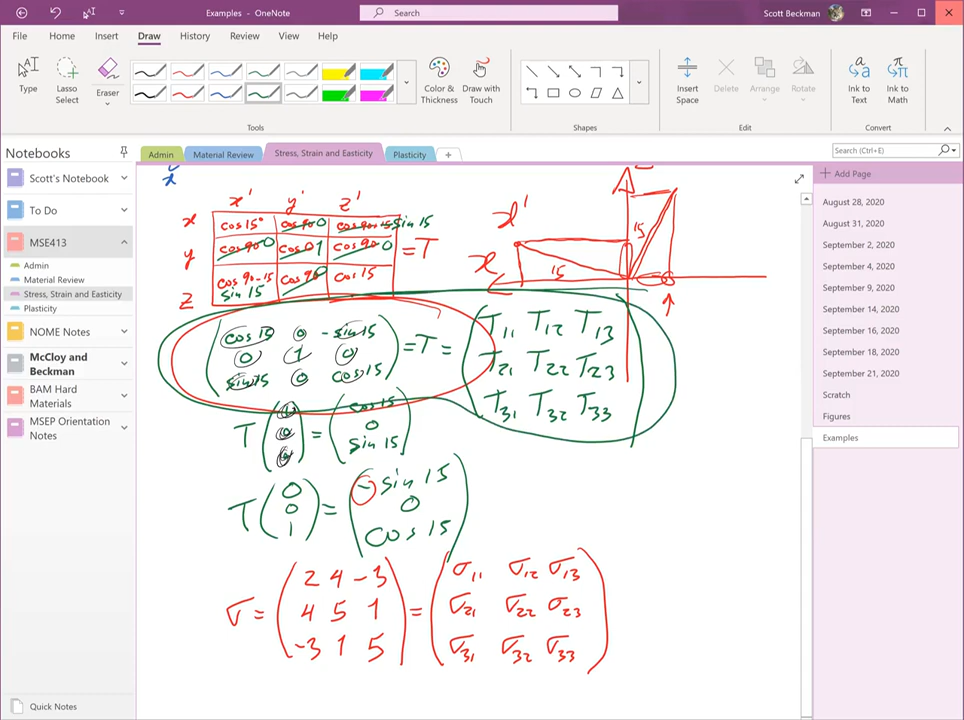 Examples - OneNote
Search
Scott Beckman
File Home Insert Draw History Review View Help
Type
Lasso Select
Eraser
Color & Thickness
Draw with Touch
Insert Space
Delete
Arrange
Rotate
Ink to Text
Ink to Math
Tools
Shapes
Edit
Convert
Notebooks
Admin Material Review Stress, Strain and Easticity Plasticity +
Search (Ctrl+E)
Scott's Notebook
To Do
MSE413
Admin
Material Review
Stress, Strain and Easticity
Plasticity
NOME Notes
McCloy and Beckman
BAM Hard Materials
MSEP Orientation Notes
Quick Notes
Add Page
August 28, 2020
August 31, 2020
September 2, 2020
September 4, 2020
September 9, 2020
September 14, 2020
September 16, 2020
September 18, 2020
September 21, 2020
Scratch
Figures
Examples
x
x' y' z'
x cos 15° cos 90 0 cos 90-15 sin 15
y cos 90 0 cos 0 1 cos 90 0 = T
z cos 90-15 sin 15 cos 90 0 cos 15
x'
x
15
15
( cos 15 0 -sin 15
0 1 0
sin 15 0 cos 15 ) = T = ( T11 T12 T13
T21 T22 T23
T31 T32 T33 )
T ( ) = ( cos 15
0
sin 15 )
T ( 0
0
1 ) = ( - sin 15
0
cos 15 )
σ = ( 2 4 -3
4 5 1
-3 1 5 ) = ( σ11 σ12 σ13
σ21 σ22 σ23
σ31 σ32 σ33 )